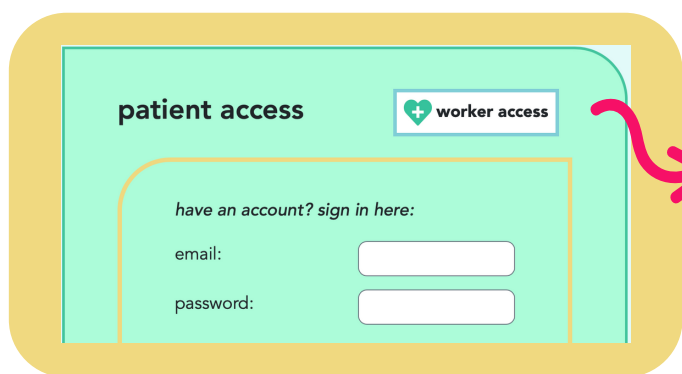 patient access
worker access
have an account? sign in here:
email:
password: